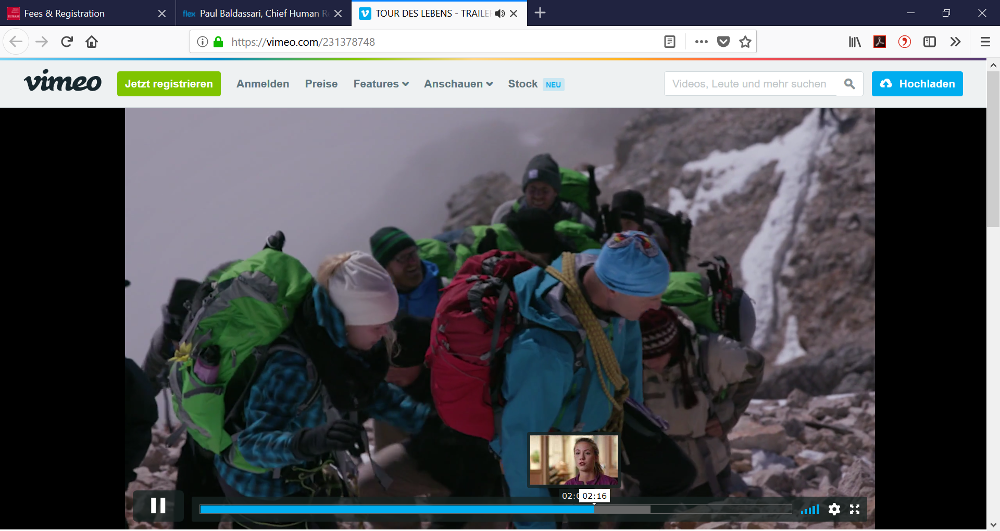 Fees & Registration
flex Paul Baldassari, Chief Human
TOUR DES LEBENS - TRAILE
https://vimeo.com/231378748
vimeo
Jetzt registrieren
Anmelden
Preise
Features
Anschauen
Stock NEU
Videos, Leute und mehr suchen
Hochladen
02:16